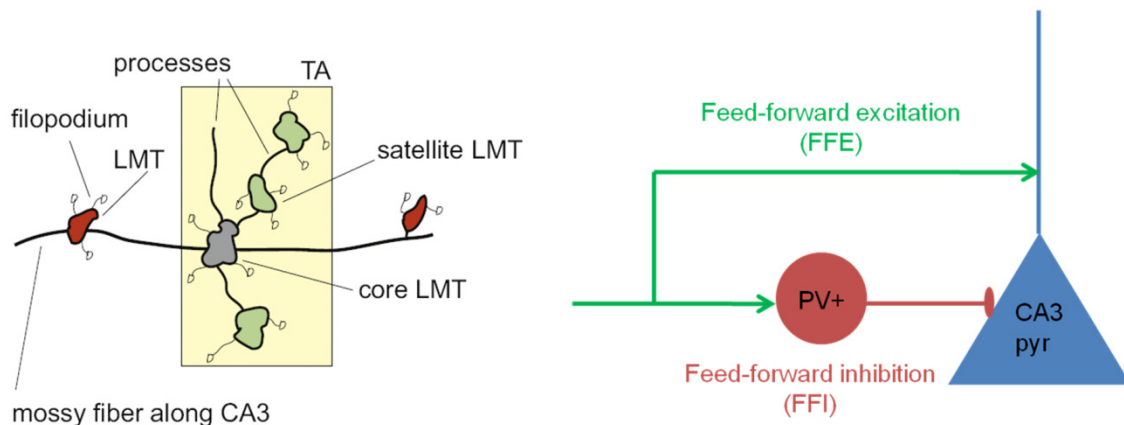 processes
TA
filopodium
LMT
satellite LMT
core LMT
mossy fiber along CA3
Feed-forward excitation
(FFE)
PV+
CA3
pyr
Feed-forward inhibition
(FFI)